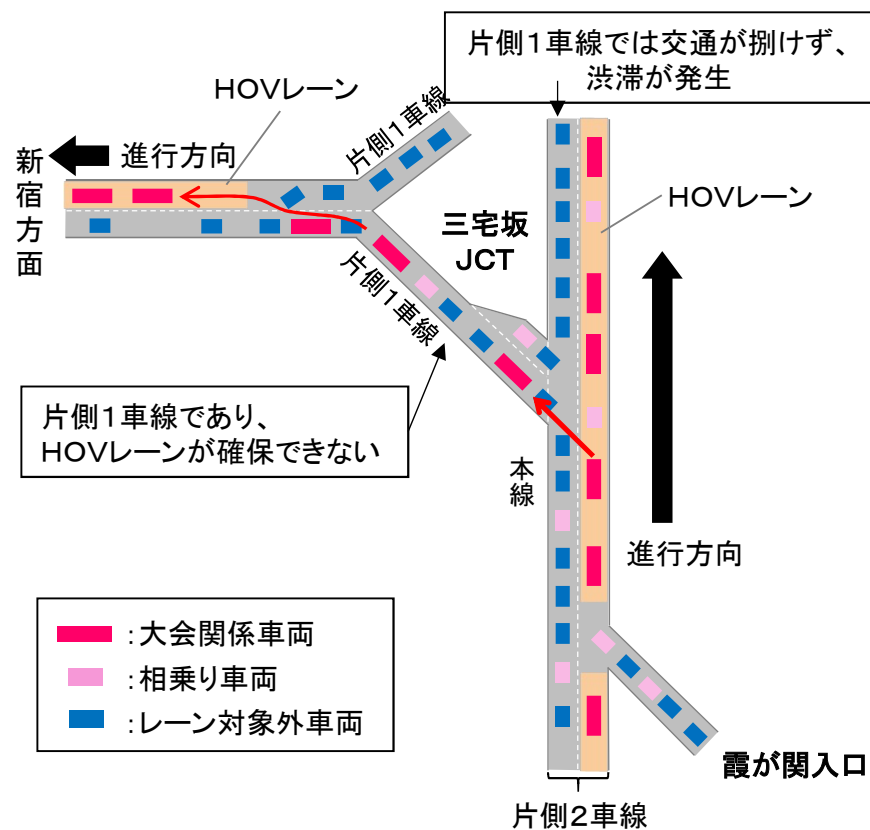 片側1車線では交通が捌けず、
渋滞が発生
HOVレーン
片側1車線
新宿方面
進行方向
HOVレーン
三宅坂
JCT
片側1車線
片側1車線であり、
HOVレーンが確保できない
本線
進行方向
:大会関係車両
:相乗り車両
:レーン対象外車両
霞が関入口
片側2車線